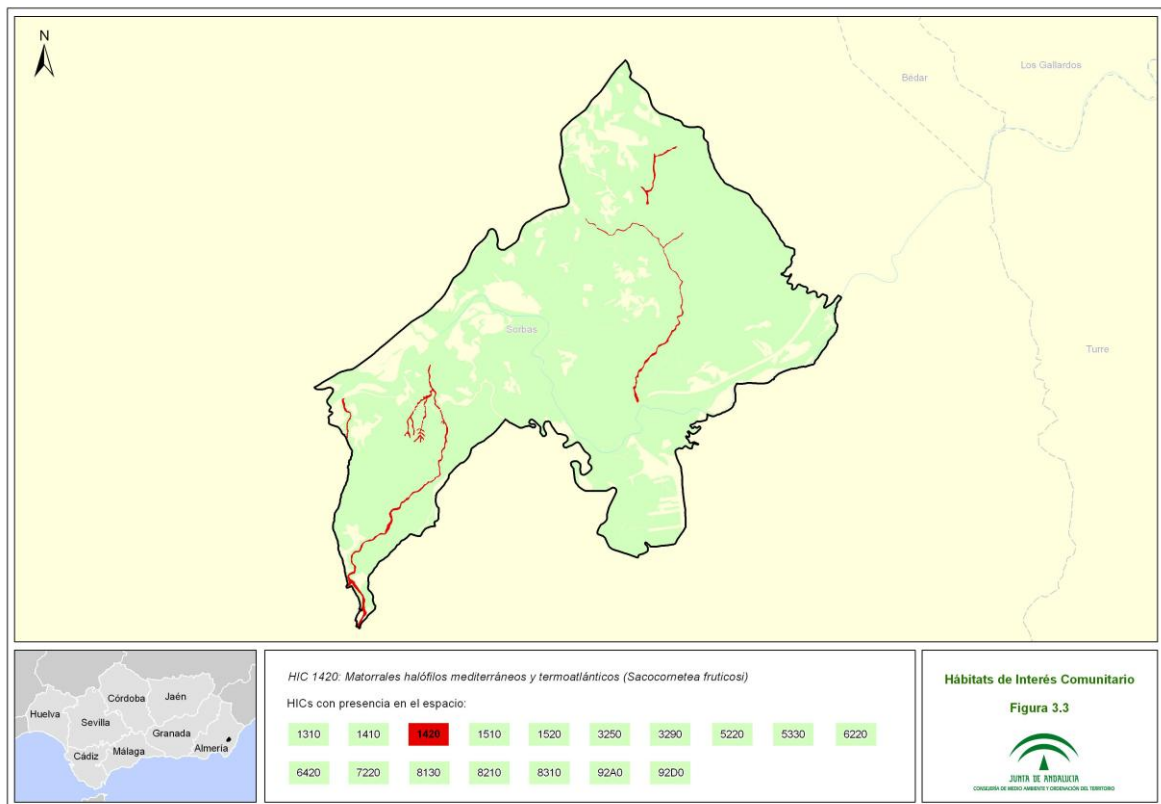 N
Bédar
Los Gallardos
Sorbas
Turre
Huelva
Sevilla
Córdoba
Jaén
Granada
Cádiz
Málaga
Almería
HIC 1420: Matorrales halófilos mediterráneos y termoatlánticos (Sacocornetea fruticosi)
HICs con presencia en el espacio:
1310 1410 1420 1510 1520 3250 3290 5220 5330 6220
6420 7220 8130 8210 8310 92A0 92D0
Hábitats de Interés Comunitario
Figura 3.3
JUNTA DE ANDALUCIA
CONSEJERÍA DE MEDIO AMBIENTE Y ORDENACIÓN DEL TERRITORIO